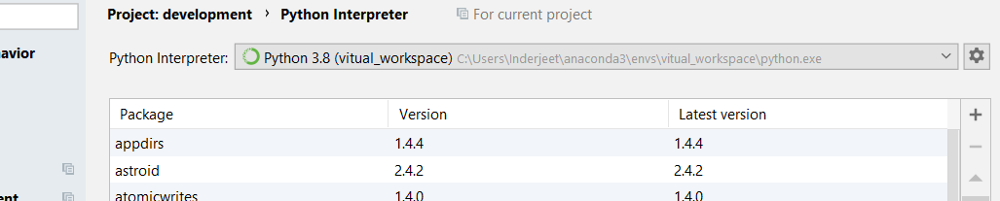 Project: development › Python Interpreter For current project
avior
Python Interpreter: Python 3.8 (vitual_workspace) C:\Users\Inderjeet\anaconda3\envs\vitual_workspace\python.exe
Package Version Latest version
appdirs 1.4.4 1.4.4
astroid 2.4.2 2.4.2
atomicwrites 1.4.0 1.4.0
ent